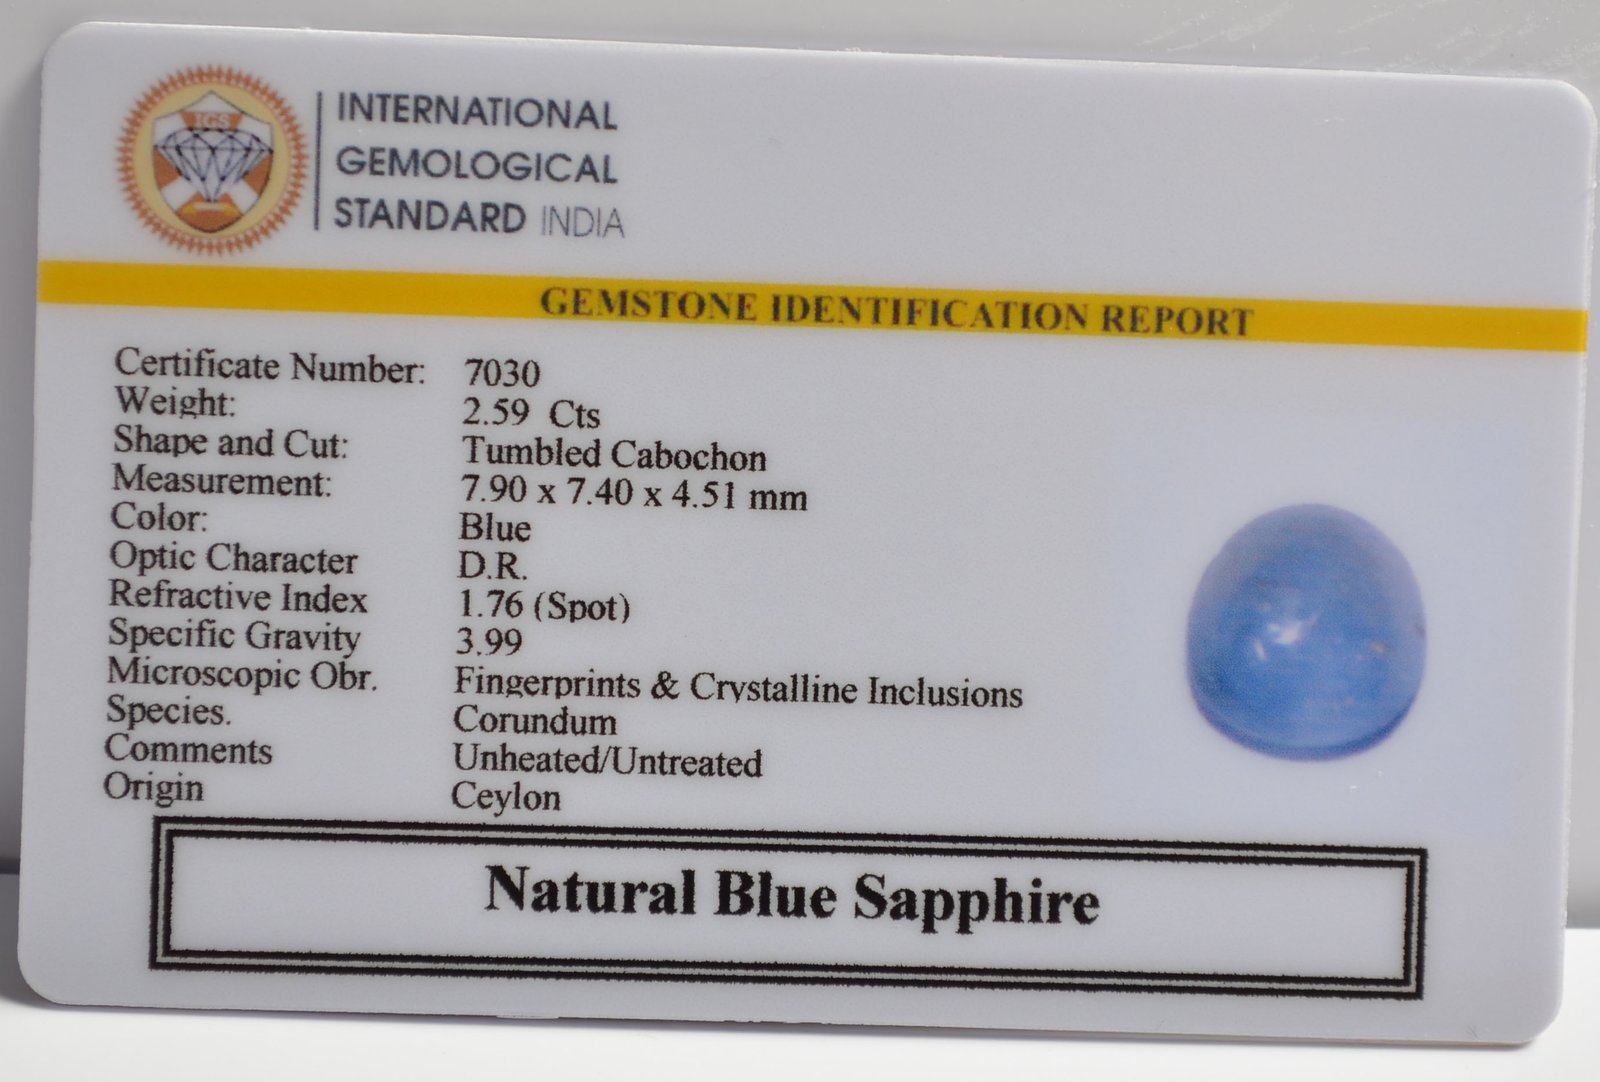 IGS
INTERNATIONAL
GEMOLOGICAL
STANDARD INDIA
GEMSTONE IDENTIFICATION REPORT
Certificate Number: 7030
Weight: 2.59 Cts
Shape and Cut: Tumbled Cabochon
Measurement: 7.90 x 7.40 x 4.51 mm
Color: Blue
Optic Character D.R.
Refractive Index 1.76 (Spot)
Specific Gravity 3.99
Microscopic Obr. Fingerprints & Crystalline Inclusions
Species. Corundum
Comments Unheated/Untreated
Origin Ceylon
Natural Blue Sapphire